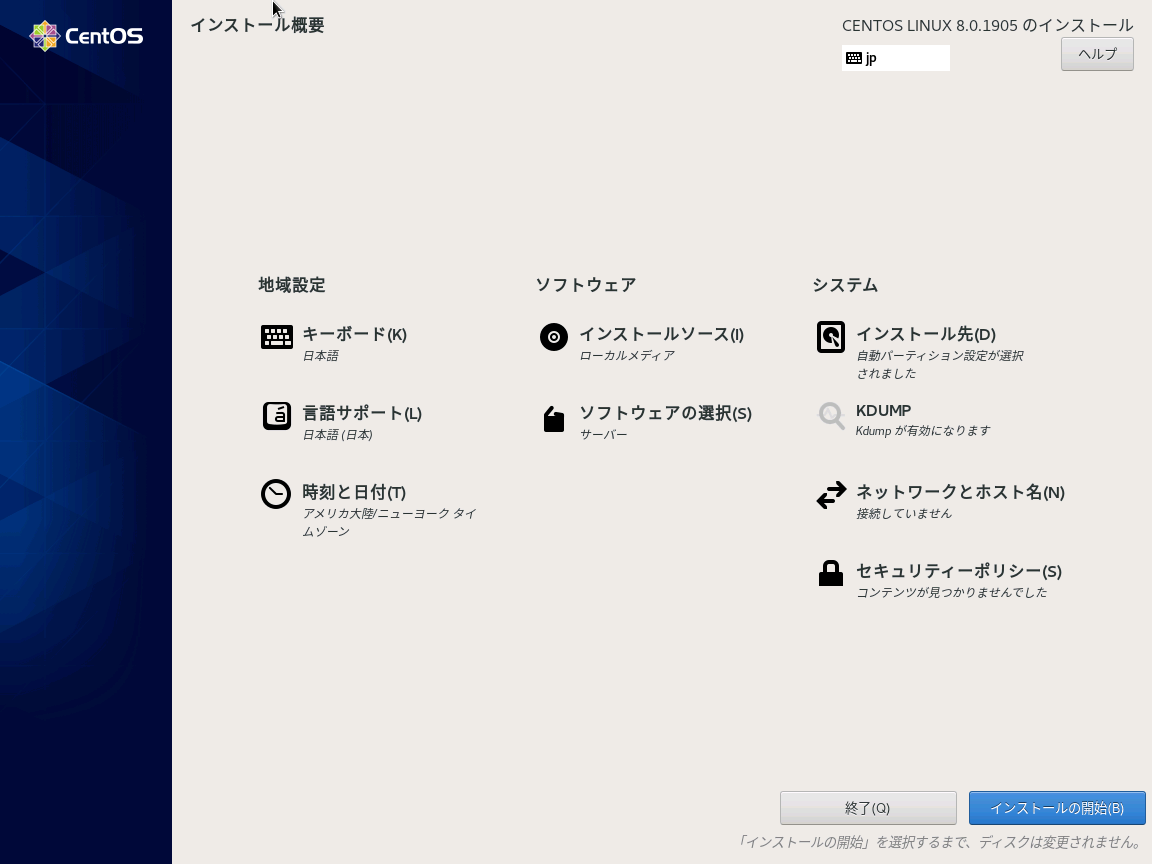 CentOS
インストール概要
CENTOS LINUX 8.0.1905 のインストール
jp
ヘルプ
地域設定
キーボード(K)
日本語
言語サポート(L)
日本語 (日本)
時刻と日付(T)
アメリカ大陸/ニューヨーク タイ
ムゾーン
ソフトウェア
インストールソース(I)
ローカルメディア
ソフトウェアの選択(S)
サーバー
システム
インストール先(D)
自動パーティション設定が選択
されました
KDUMP
Kdump が有効になります
ネットワークとホスト名(N)
接続していません
セキュリティーポリシー(S)
コンテンツが見つかりませんでした
終了(Q)
インストールの開始(B)
「インストールの開始」を選択するまで、ディスクは変更されません。